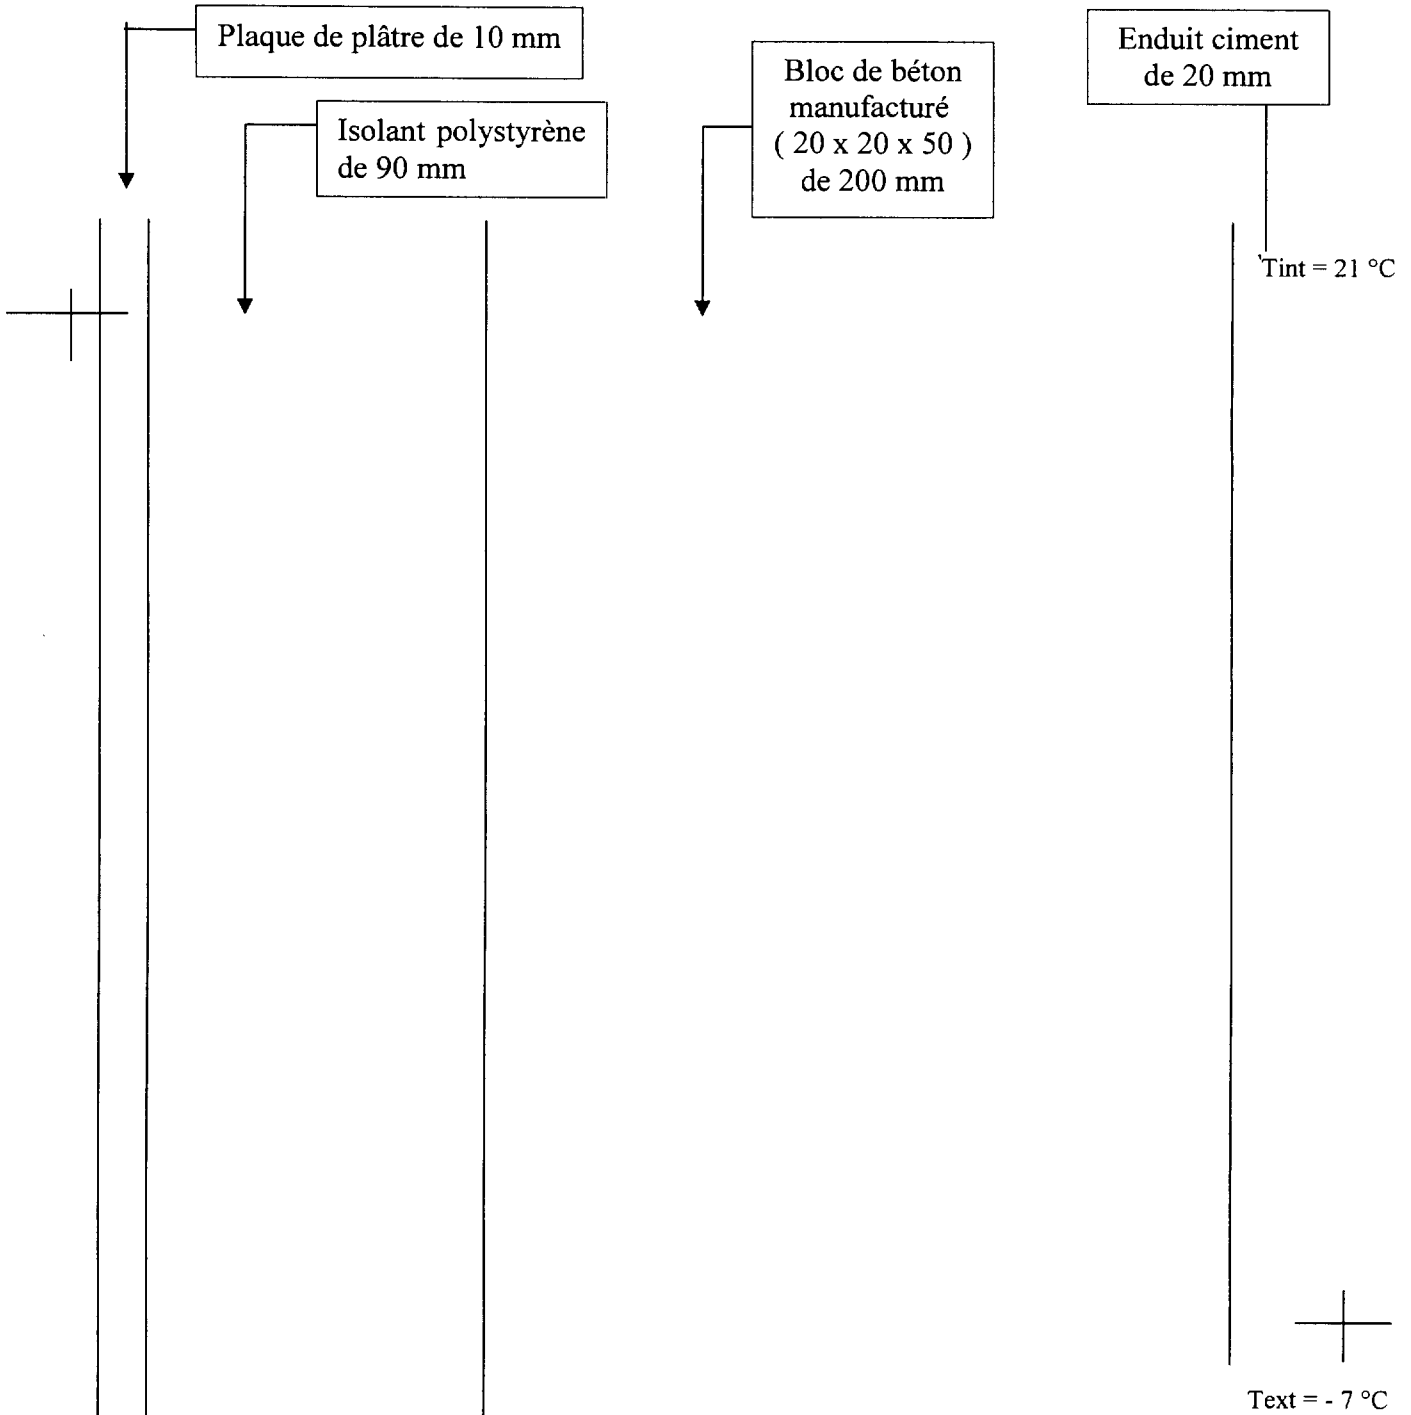 Plaque de plâtre de 10 mm
Isolant polystyrène
de 90 mm
Bloc de béton
manufacturé
( 20 x 20 x 50 )
de 200 mm
Enduit ciment
de 20 mm
Tint = 21 °C
Text = - 7 °C